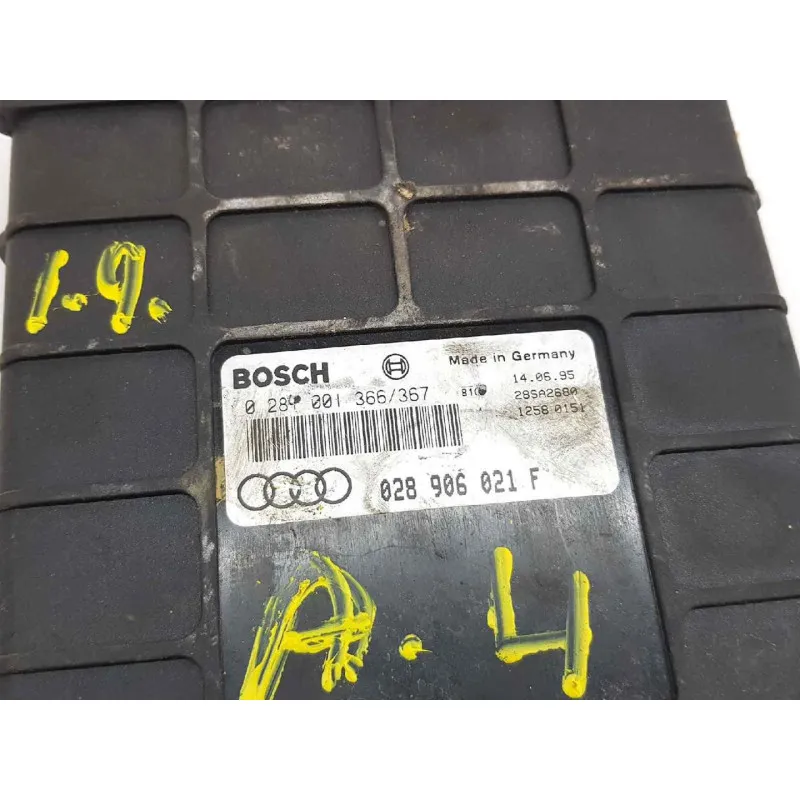 1.9.
BOSCH
Made in Germany
0 281 001 366/367
14.06.95
28SA2680
1258 0151
028 906 021 F
A.4